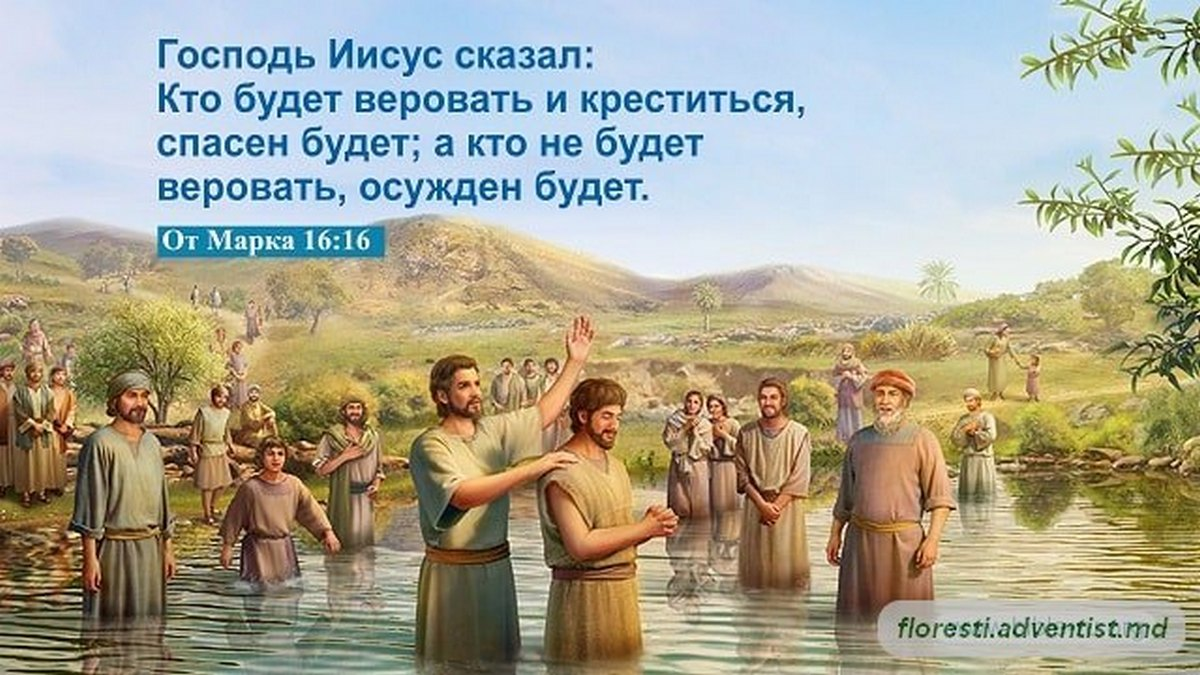 Господь Иисус сказал:
Кто будет веровать и креститься,
спасен будет; а кто не будет
веровать, осужден будет.
От Марка 16:16
floresti.adventist.md